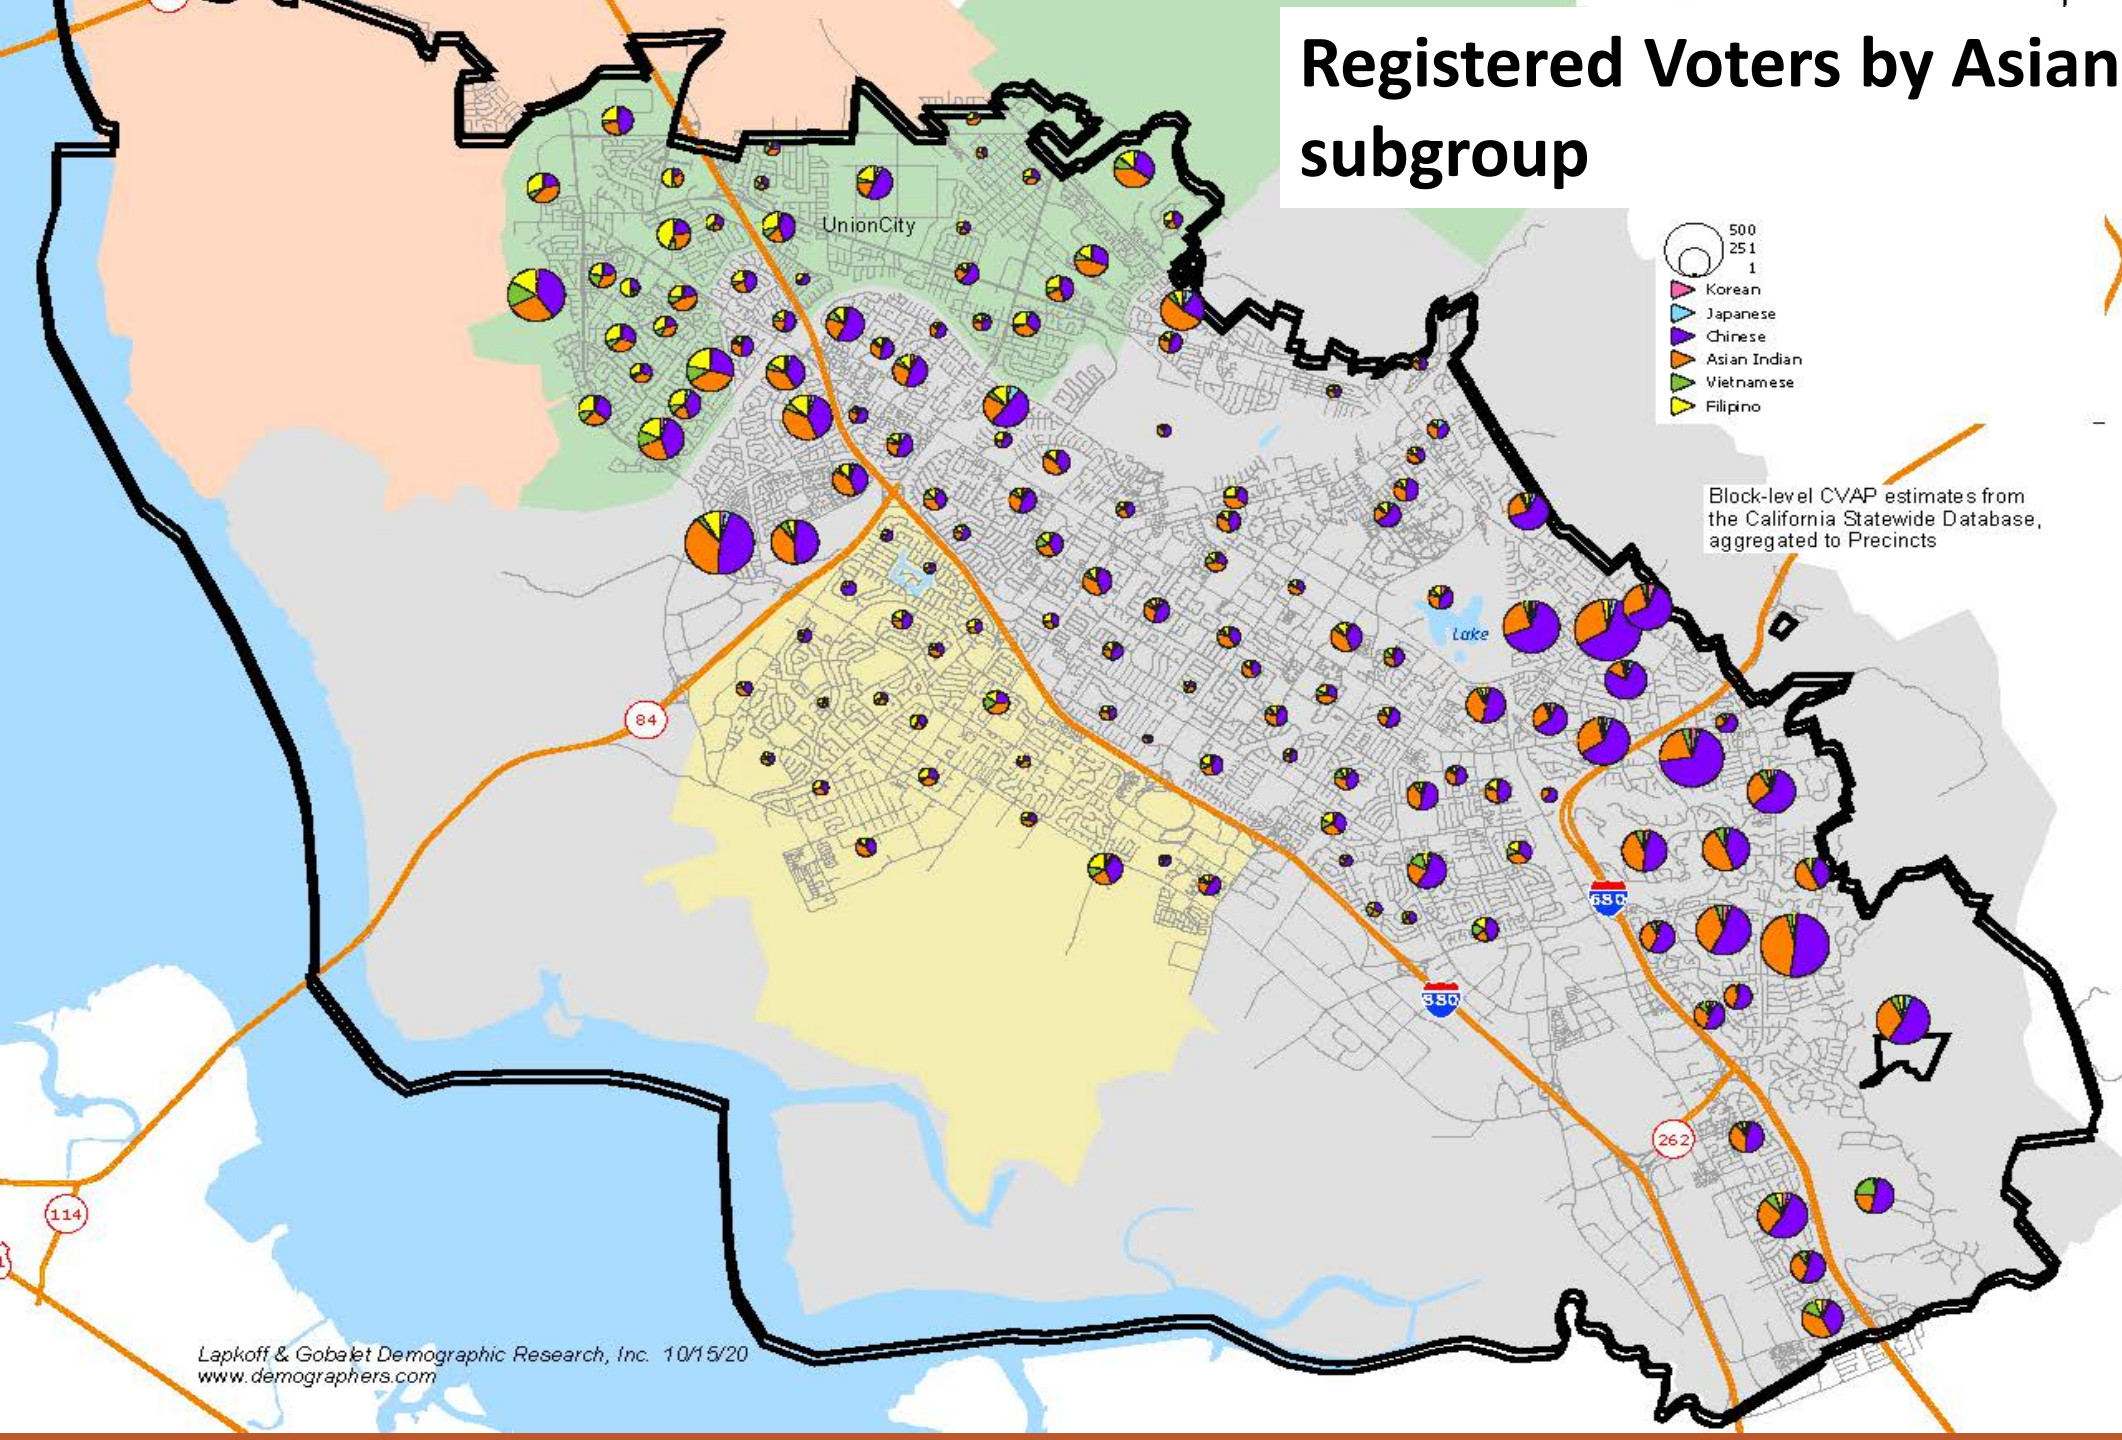 Registered Voters by Asian
subgroup
UnionCity
500
251
1
Korean
Japanese
Chinese
Asian Indian
Vietnamese
Filipino
Block-level CVAP estimates from
the California Statewide Database,
aggregated to Precincts
Lake
84
680
880
262
114
Lapkoff & Gobalet Demographic Research, Inc. 10/15/20
www.demographers.com